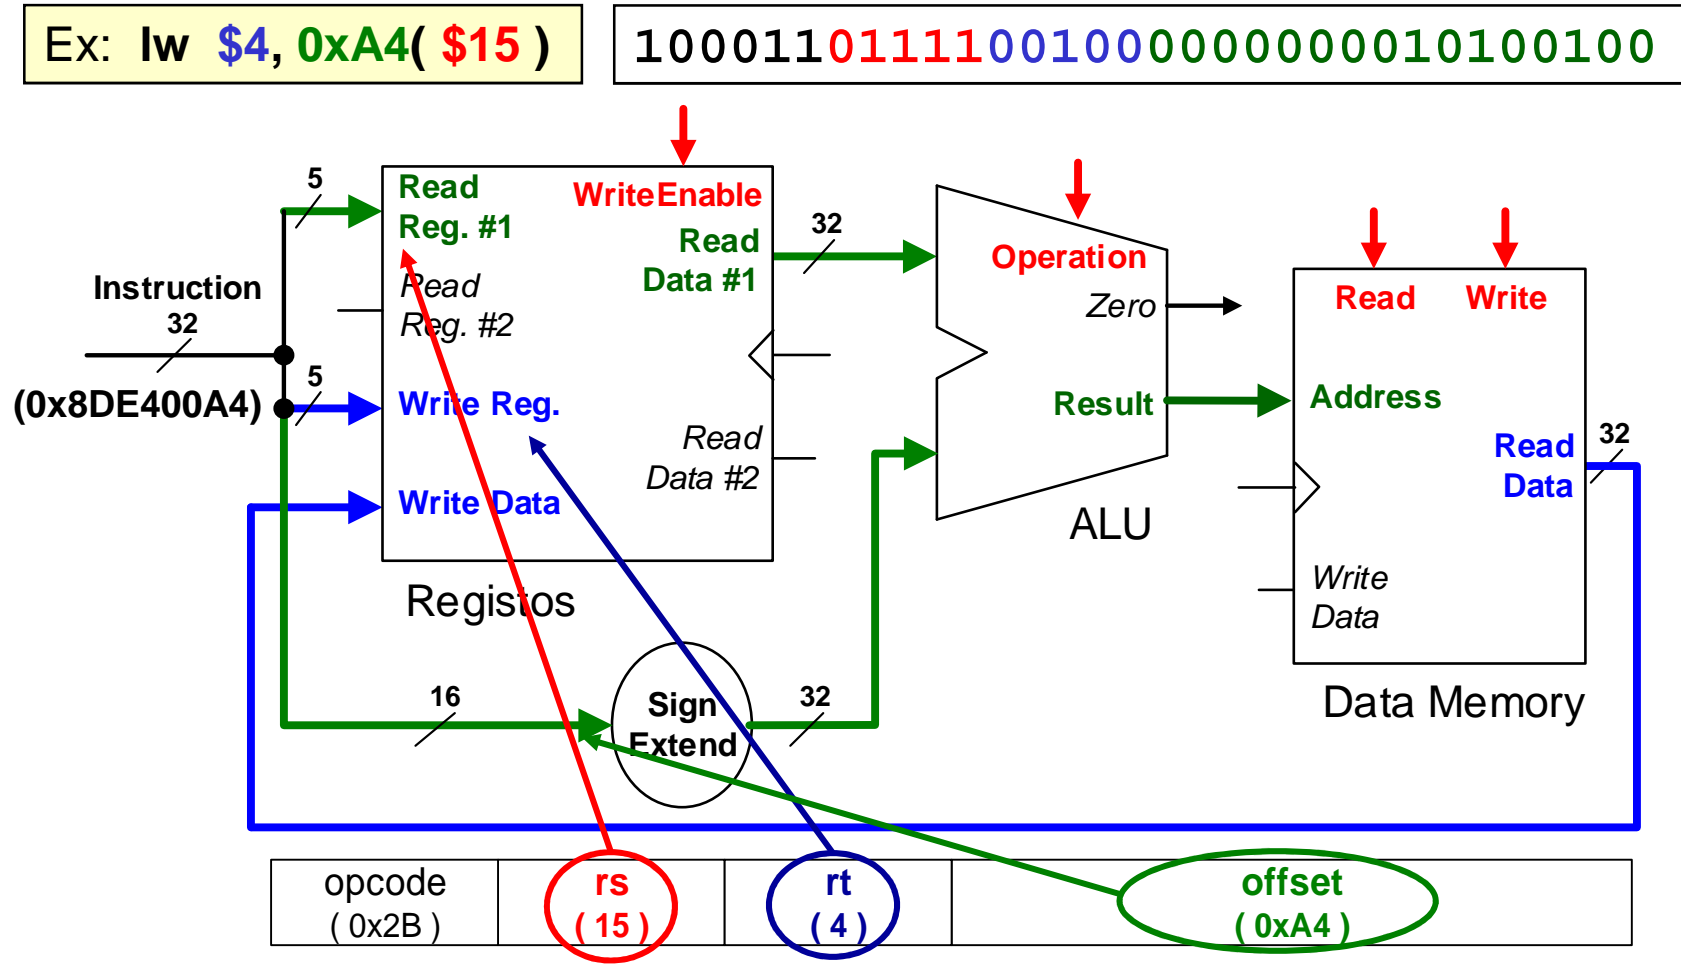 Ex: lw $4, 0xA4( $15 )
10001101111001000000000010100100
5
Read
Reg. #1
WriteEnable
Read
Data #1
32
Operation
Zero
Read Write
Instruction
32
Read
Reg. #2
(0x8DE400A4)
5
Write Reg.
Result
Address
Read
Data #2
Read
Data
32
Write Data
ALU
Write
Data
Registos
16
Sign
Extend
32
Data Memory
opcode
( 0x2B )
rs
( 15 )
rt
( 4 )
offset
( 0xA4 )